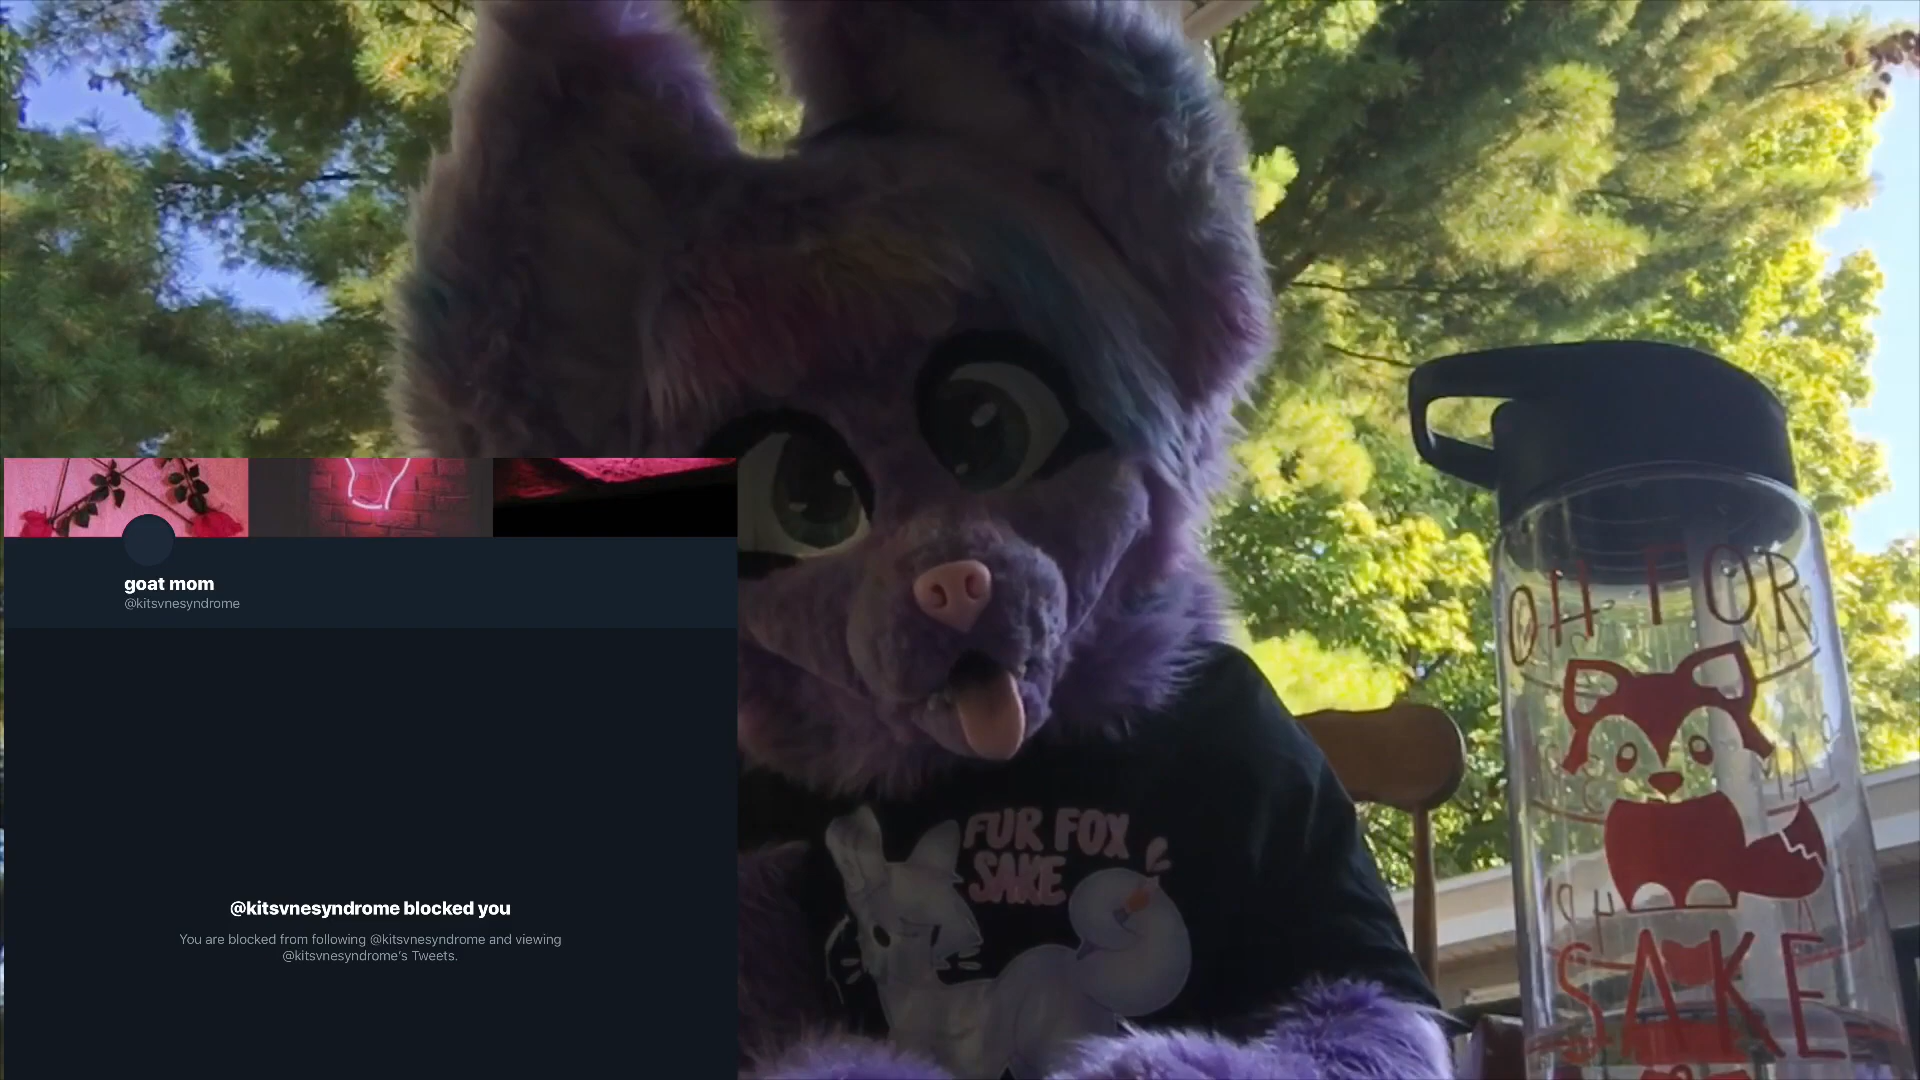 goat mom
@kitsvnesyndrome
@kitsvnesyndrome blocked you
You are blocked from following @kitsvnesyndrome and viewing
@kitsvnesyndrome's Tweets.
FUR FOX
SAKE
OH FOR
SAKE